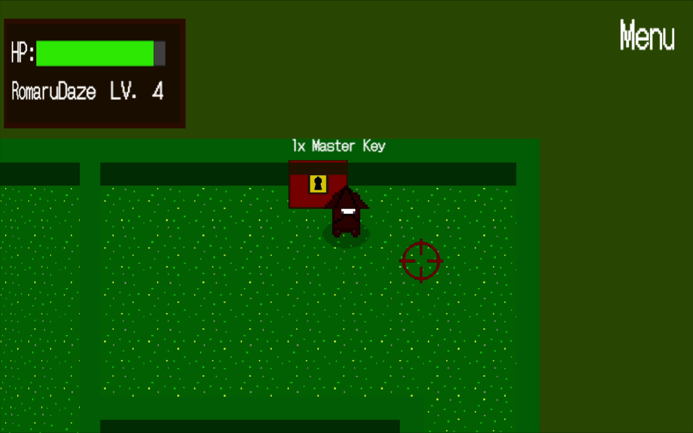 HP:
Menu
RomaruDaze LV. 4
1x Master Key